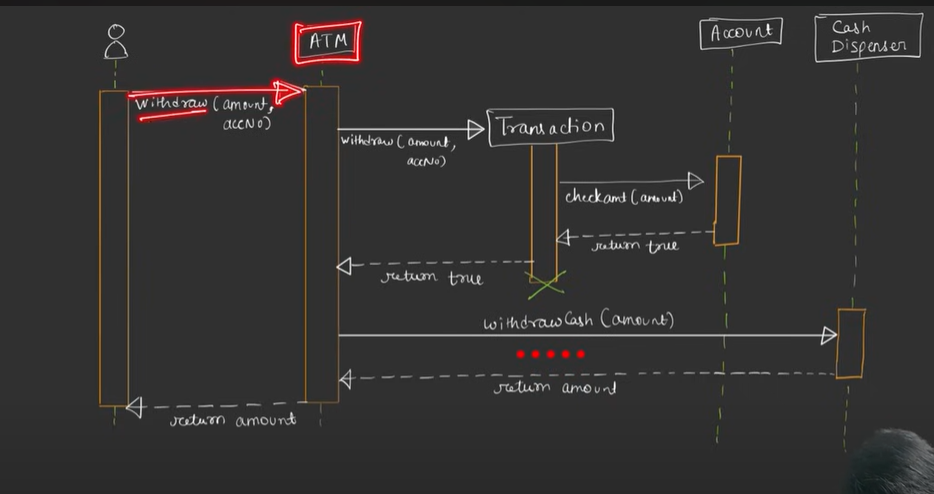 ATM
Account
Cash
Dispenser
withdraw (amount,
accNo)
withdraw (amount,
accNo)
Transaction
checkamt (amount)
return true
return true
withdrawCash (amount)
return amount
return amount